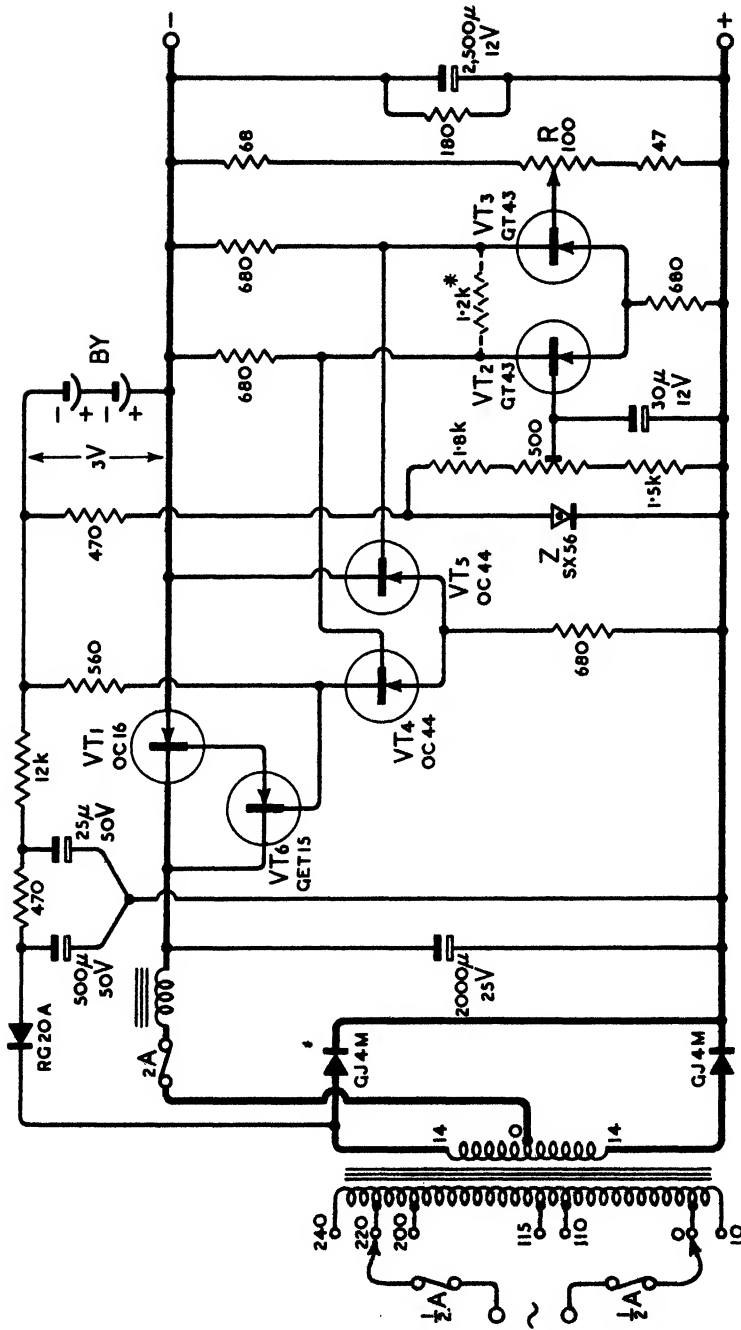 RG20A
500μ
50V
470
25μ
50V
12k
560
470
3V
-
+
-
+
BY
-
2A
VT1
OC16
VT6
GET15
680
680
68
2,500μ
12V
180
1·2k*
VT4
OC44
VT5
OC44
1·8k
500
1·5k
Z
SX56
VT2
GT43
VT3
GT43
R
100
47
30μ
12V
680
680
2000μ
25V
GJ4M
GJ4M
+
14
0
14
240
220
200
115
110
0
10
½A
~
½A